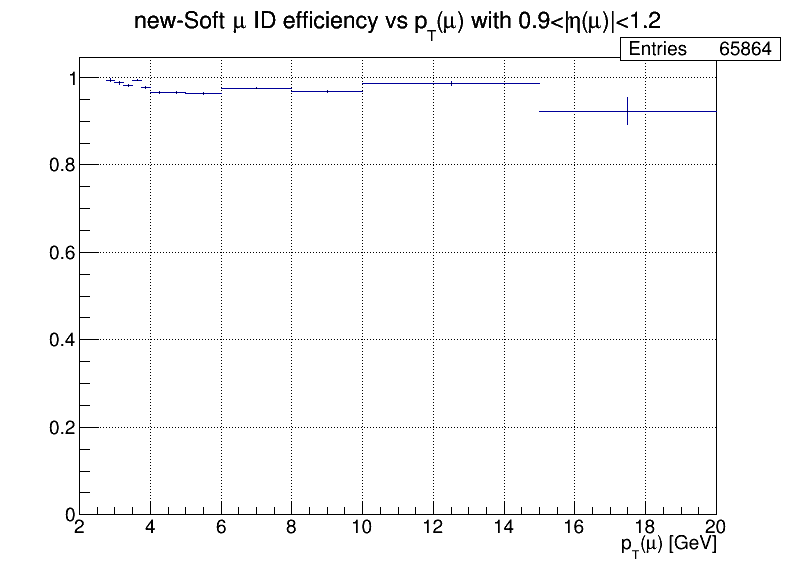 new-Soft μ ID efficiency vs p_T(μ) with 0.9<|η(μ)|<1.2
Entries 65864
1
0.8
0.6
0.4
0.2
0
2 4 6 8 10 12 14 16 18 20
p_T(μ) [GeV]